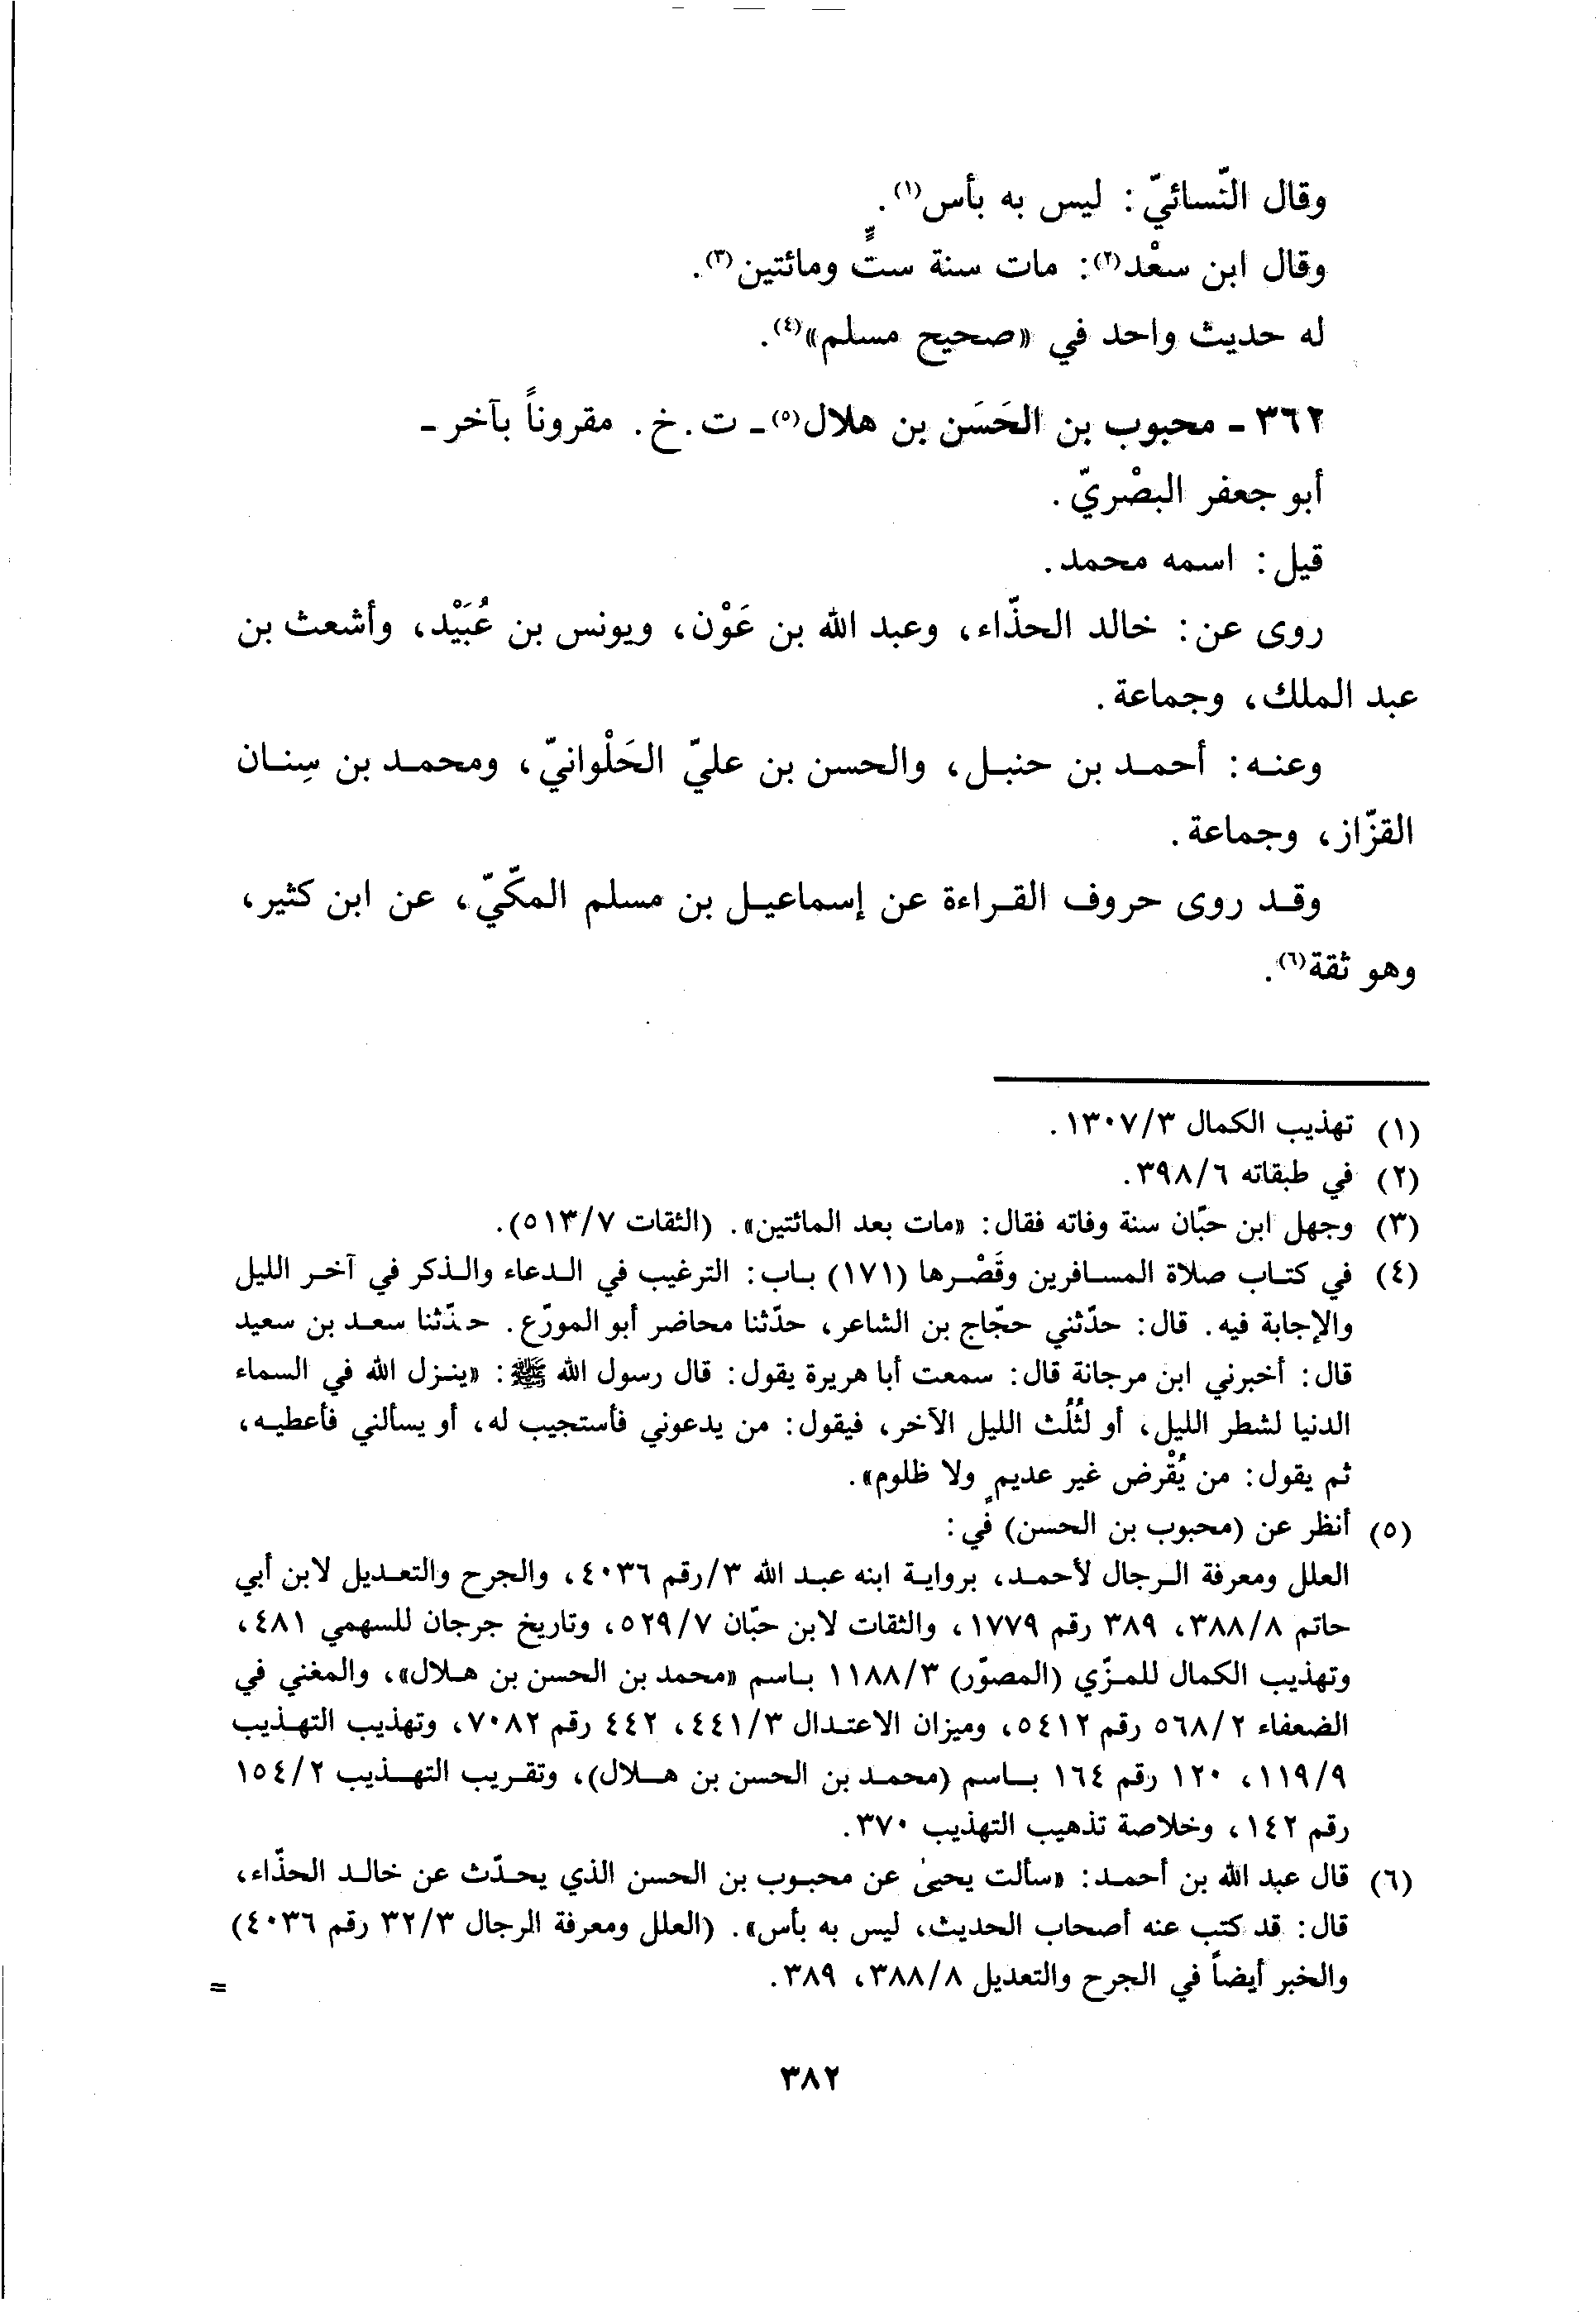 وقال النّسائيّ: ليس به بأس(١).
وقال ابن سعْد(٢): مات سنة ستٍّ ومائتين(٣).
له حديث واحد في «صحيح مسلم»(٤).
٣٦٢ - محبوب بن الحَسَن بن هلال(٥) - ت. خ. مقروناً بآخر -
أبو جعفر البصْريّ.
قيل: اسمه محمد.
روى عن: خالد الحذّاء، وعبد الله بن عَوْن، ويونس بن عُبَيْد، وأشعث بن
عبد الملك، وجماعة.
وعنه: أحمد بن حنبل، والحسن بن عليّ الحَلْوانيّ، ومحمد بن سِنان
القزّاز، وجماعة.
وقد روى حروف القراءة عن إسماعيل بن مسلم المكّيّ، عن ابن كثير،
وهو ثقة(٦).
(١) تهذيب الكمال ١٣٠٧/٣.
(٢) في طبقاته ٣٩٨/٦.
(٣) وجهل ابن حبّان سنة وفاته فقال: «مات بعد المائتين». (الثقات ٥١٣/٧).
(٤) في كتاب صلاة المسافرين وقَصْرها (١٧١) باب: الترغيب في الدعاء والذكر في آخر الليل
والإجابة فيه. قال: حدّثني حجّاج بن الشاعر، حدّثنا محاضر أبو المورّع. حدّثنا سعد بن سعيد
قال: أخبرني ابن مرجانة قال: سمعت أبا هريرة يقول: قال رسول الله ﷺ: «ينزل الله في السماء
الدنيا لشطر الليل، أو لثُلُث الليل الآخر، فيقول: من يدعوني فأستجيب له، أو يسألني فأعطيه،
ثم يقول: من يُقْرض غير عديمٍ ولا ظلوم».
(٥) أنظر عن (محبوب بن الحسن) في:
العلل ومعرفة الرجال لأحمد، برواية ابنه عبد الله ٣/رقم ٤٠٣٦، والجرح والتعديل لابن أبي
حاتم ٣٨٨/٨، ٣٨٩ رقم ١٧٧٩، والثقات لابن حبّان ٥٢٩/٧، وتاريخ جرجان للسهمي ٤٨١،
وتهذيب الكمال للمزّي (المصوّر) ١١٨٨/٣ باسم «محمد بن الحسن بن هلال»، والمغني في
الضعفاء ٥٦٨/٢ رقم ٥٤١٢، وميزان الاعتدال ٤٤١/٣، ٤٤٢ رقم ٧٠٨٢، وتهذيب التهذيب
١١٩/٩، ١٢٠ رقم ١٦٤ باسم (محمد بن الحسن بن هلال)، وتقريب التهذيب ١٥٤/٢
رقم ١٤٢، وخلاصة تذهيب التهذيب ٣٧٠.
(٦) قال عبد الله بن أحمد: «سألت يحيىٰ عن محبوب بن الحسن الذي يحدّث عن خالد الحذّاء،
قال: قد كتب عنه أصحاب الحديث، ليس به بأس». (العلل ومعرفة الرجال ٣٢/٣ رقم ٤٠٣٦)
والخبر أيضاً في الجرح والتعديل ٣٨٨/٨، ٣٨٩. =
٣٨٢